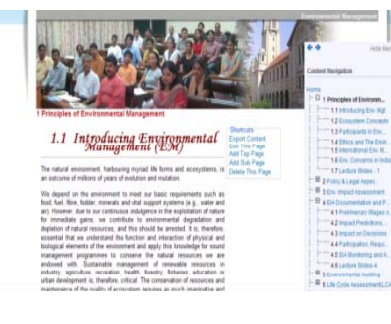 Environmental Management
Hide Nav
Content Navigation
Home
1 Principles of Environm...
1.1 Introducing Env. Mgt
1.2 Ecosystem Concepts
1.3 Participants in Env...
1.4 Ethics and The Envir...
1.5 International Env. M...
1.6 Env. Concerns in India
1.7 Lecture Slides - 1
2 Policy & Legal Aspec...
3 Env. Impact Assessment
4 EIA Documentation and P...
4.1 Preliminary Stages o...
4.2 Impact Predictions...
4.3 Impact on Decisions
4.4 Participation, Requi...
4.5 EIA Monitoring and A...
4.6 Lecture Slides-4
5 Environmental Auditing
6 Life Cycle Assessment(LCA
1 Principles of Environmental Management
1.1 Introducing Environmental
Management (EM)
Shortcuts
Export Content
Edit This Page
Add Top Page
Add Sub Page
Delete This Page
The natural environment, harbouring myriad life forms and ecosystems, is
an outcome of millions of years of evolution and mutation.
We depend on the environment to meet our basic requirements such as
food, fuel, fibre, fodder, minerals and vital support systems (e.g., water and
air). However, due to our continuous indulgence in the exploitation of nature
for immediate gains, we contribute to environmental degradation and
depletion of natural resources, and this should be arrested. It is, therefore,
essential that we understand the function and interaction of physical and
biological elements of the environment and apply this knowledge for sound
management programmes to conserve the natural resources we are
endowed with. Sustainable management of renewable resources in
industry, agriculture, recreation, health, forestry, fisheries, education or
urban development is, therefore, critical. The conservation of resources and
maintenance of the quality of ecosystem requires as much imaginative and